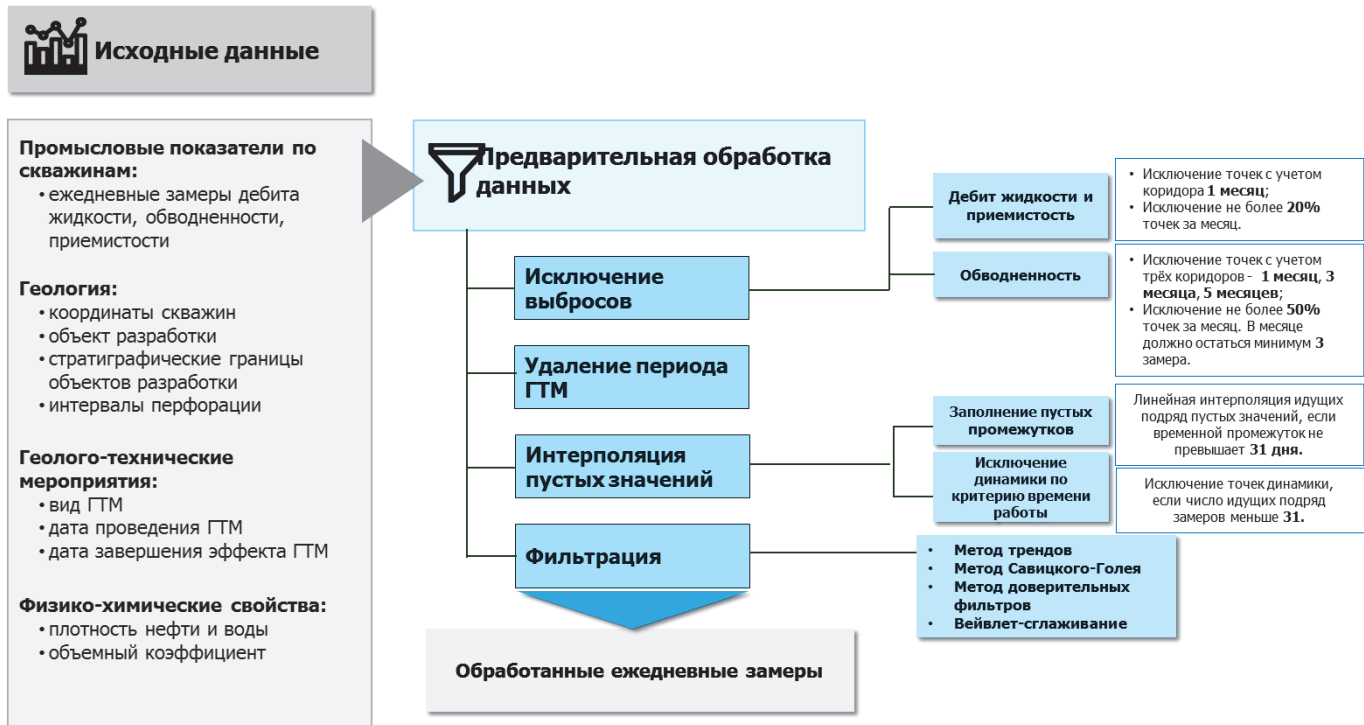 Исходные данные
Промысловые показатели по
скважинам:
• ежедневные замеры дебита
жидкости, обводненности,
приемистости
Геология:
• координаты скважин
• объект разработки
• стратиграфические границы
объектов разработки
• интервалы перфорации
Геолого-технические
мероприятия:
• вид ГТМ
• дата проведения ГТМ
• дата завершения эффекта ГТМ
Физико-химические свойства:
• плотность нефти и воды
• объемный коэффициент
Предварительная обработка
данных
Исключение
выбросов
Дебит жидкости и
приемистость
• Исключение точек с учетом
коридора 1 месяц;
• Исключение не более 20%
точек за месяц.
Обводненность
• Исключение точек с учетом
трёх коридоров - 1 месяц, 3
месяца, 5 месяцев;
• Исключение не более 50%
точек за месяц. В месяце
должно остаться минимум 3
замера.
Удаление периода
ГТМ
Интерполяция
пустых значений
Заполнение пустых
промежутков
Линейная интерполяция идущих
подряд пустых значений, если
временной промежуток не
превышает 31 дня.
Исключение
динамики по
критерию времени
работы
Исключение точек динамики,
если число идущих подряд
замеров меньше 31.
Фильтрация
• Метод трендов
• Метод Савицкого-Голея
• Метод доверительных
фильтров
• Вейвлет-сглаживание
Обработанные ежедневные замеры